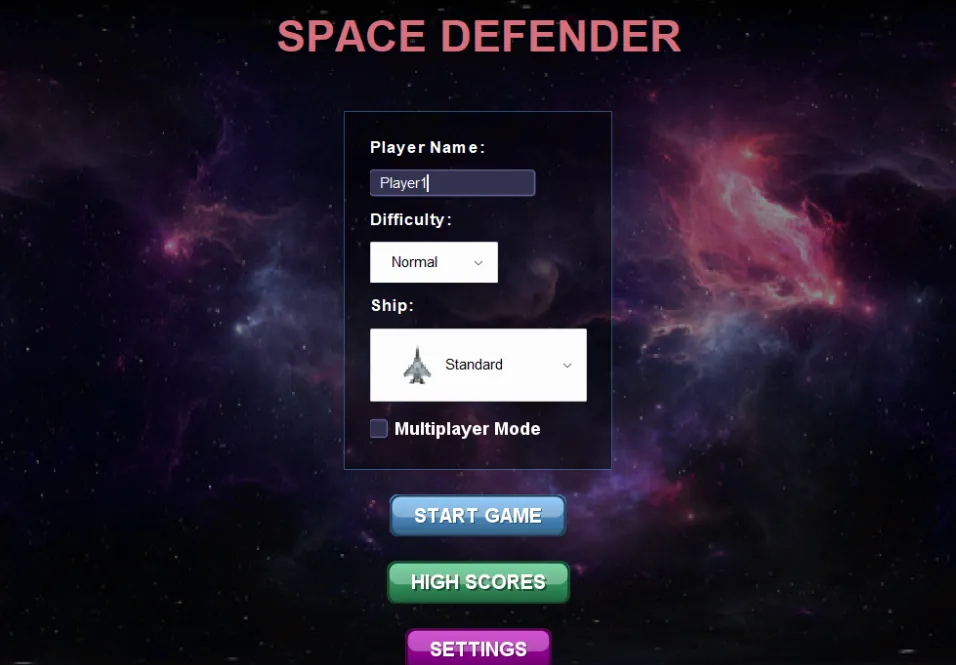 SPACE DEFENDER
Player Name:
Player1
Difficulty:
Normal
Ship:
Standard
Multiplayer Mode
START GAME
HIGH SCORES
SETTINGS